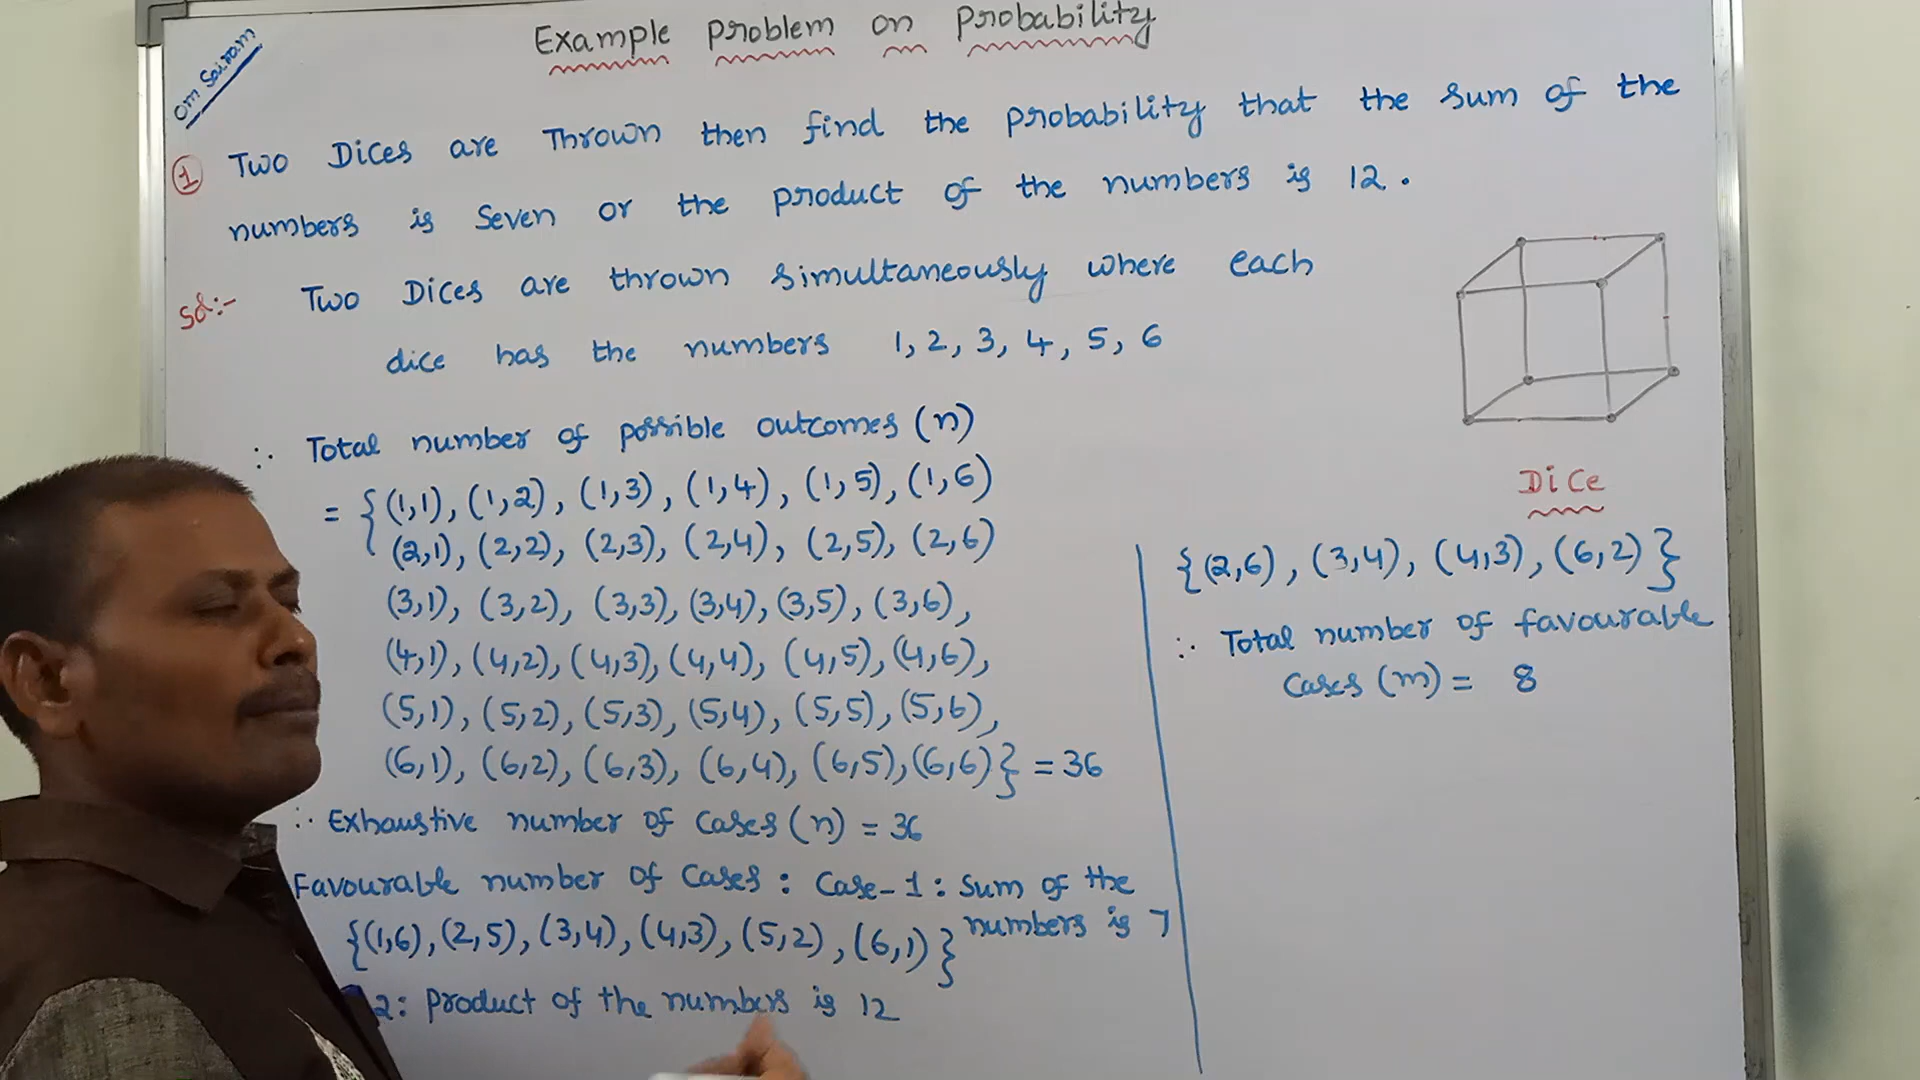 Om Sairam
Example Problem on Probability
1 Two Dices are Thrown then find the probability that the sum of the
numbers is Seven or the product of the numbers is 12.
Sol:- Two Dices are thrown simultaneously where each
dice has the numbers 1, 2, 3, 4, 5, 6
∴ Total number of possible outcomes (n)
= {(1,1), (1,2), (1,3), (1,4), (1,5), (1,6)
(2,1), (2,2), (2,3), (2,4), (2,5), (2,6)
(3,1), (3,2), (3,3), (3,4), (3,5), (3,6),
(4,1), (4,2), (4,3), (4,4), (4,5), (4,6),
(5,1), (5,2), (5,3), (5,4), (5,5), (5,6),
(6,1), (6,2), (6,3), (6,4), (6,5), (6,6)} = 36
∴ Exhaustive number of cases (n) = 36
Favourable number of Cases : Case-1 : Sum of the
numbers is 7
{(1,6), (2,5), (3,4), (4,3), (5,2), (6,1)}
2: product of the numbers is 12
Dice
{(2,6), (3,4), (4,3), (6,2)}
∴ Total number of favourable
Cases (m) = 8